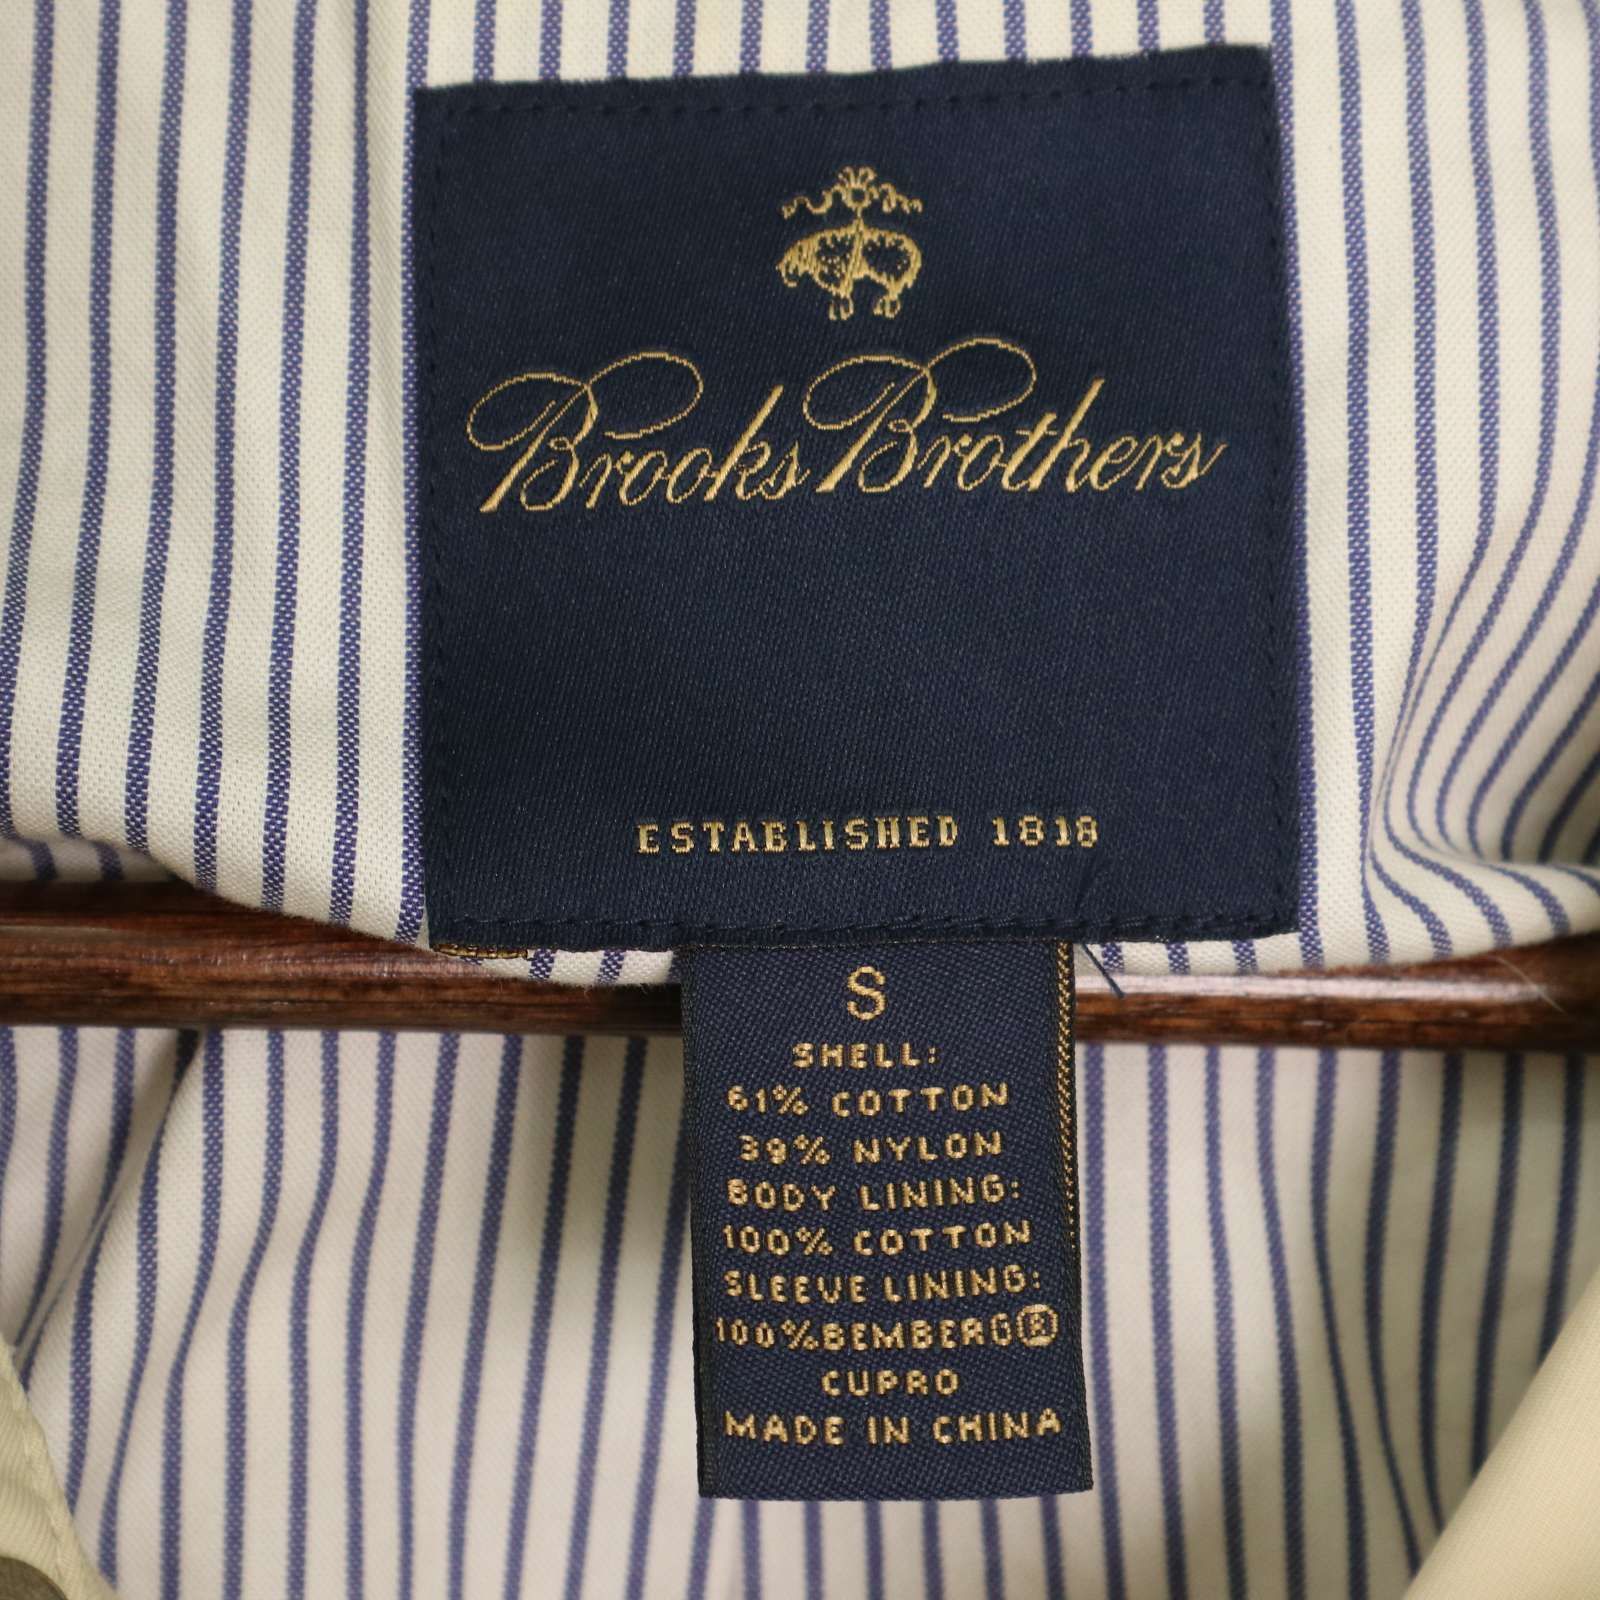 Brooks Brothers
ESTABLISHED 1818
S
SHELL:
61% COTTON
39% NYLON
BODY LINING:
100% COTTON
SLEEVE LINING:
100%BEMBERG®
CUPRO
MADE IN CHINA